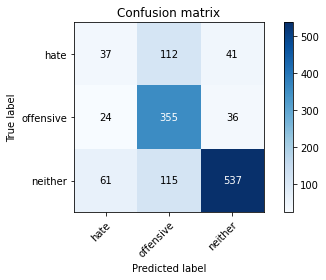 Confusion matrix
True label
hate 37 112 41
offensive 24 355 36
neither 61 115 537
hate offensive neither
Predicted label
500
400
300
200
100